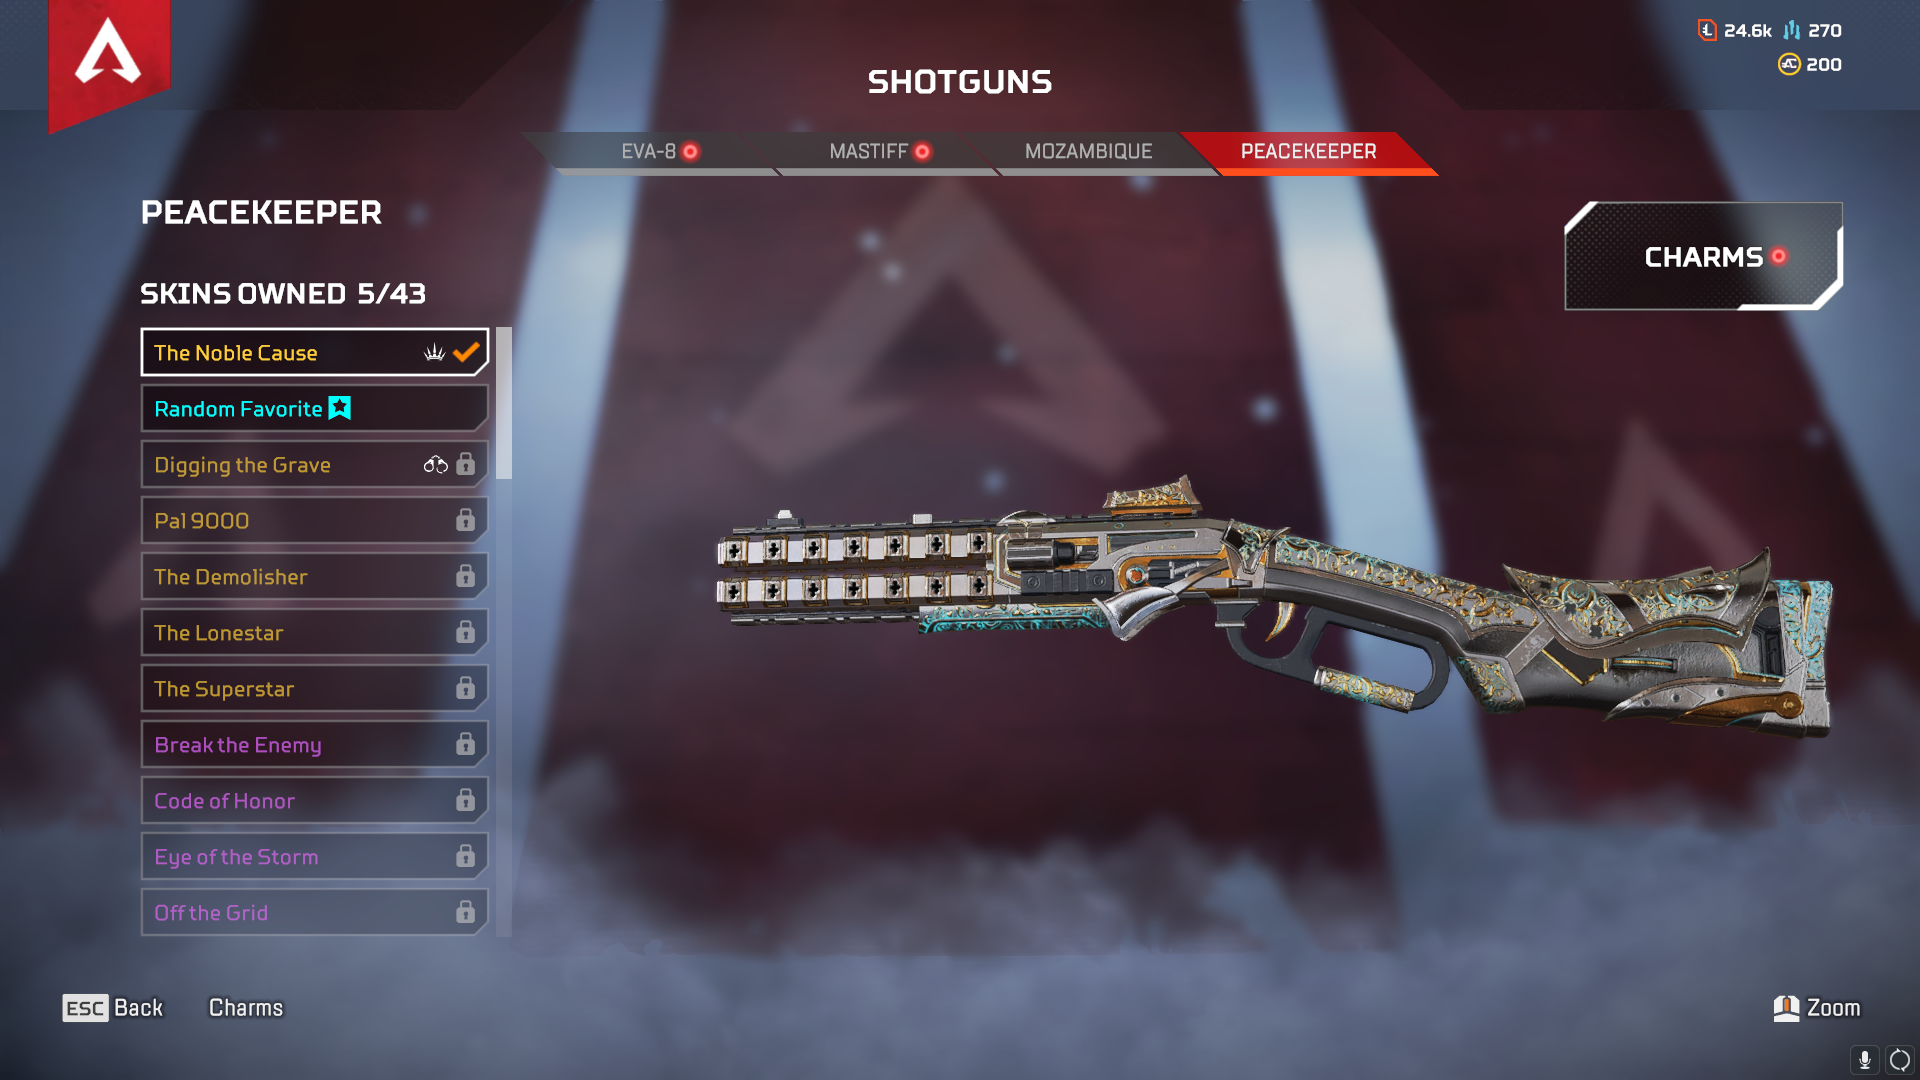 24.6k 270
200
SHOTGUNS
EVA-8 MASTIFF MOZAMBIQUE PEACEKEEPER
PEACEKEEPER
CHARMS
SKINS OWNED 5/43
The Noble Cause
Random Favorite
Digging the Grave
Pal 9000
The Demolisher
The Lonestar
The Superstar
Break the Enemy
Code of Honor
Eye of the Storm
Off the Grid
ESC Back Charms Zoom